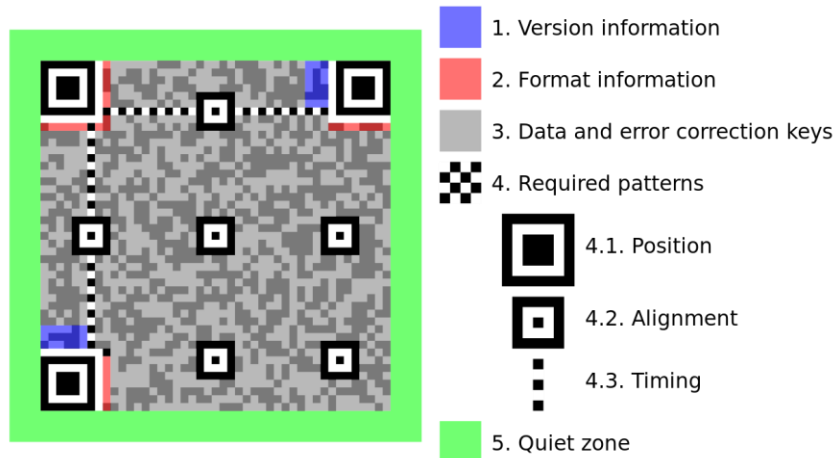 1. Version information
2. Format information
3. Data and error correction keys
4. Required patterns
4.1. Position
4.2. Alignment
4.3. Timing
5. Quiet zone